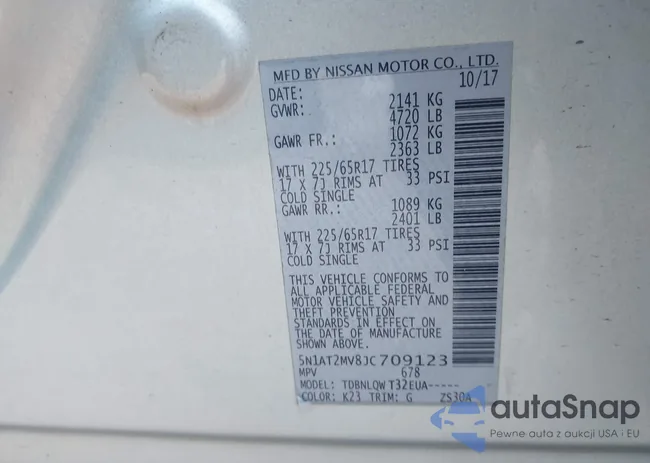 MFD BY NISSAN MOTOR CO., LTD.
DATE: 10/17
GVWR: 2141 KG
4720 LB
GAWR FR.: 1072 KG
2363 LB
WITH 225/65R17 TIRES
17 X 7J RIMS AT 33 PSI
COLD SINGLE
GAWR RR.: 1089 KG
2401 LB
WITH 225/65R17 TIRES
17 X 7J RIMS AT 33 PSI
COLD SINGLE
THIS VEHICLE CONFORMS TO
ALL APPLICABLE FEDERAL
MOTOR VEHICLE SAFETY AND
THEFT PREVENTION
STANDARDS IN EFFECT ON
THE DATE OF MANUFACTURE
SHOWN ABOVE.
5N1AT2MV8JC709123
MPV 678
MODEL: TDBNLQW T32EUA-----
COLOR: K23 TRIM: G ZS30A
autaSnap
Pewne auta z aukcji USA i EU